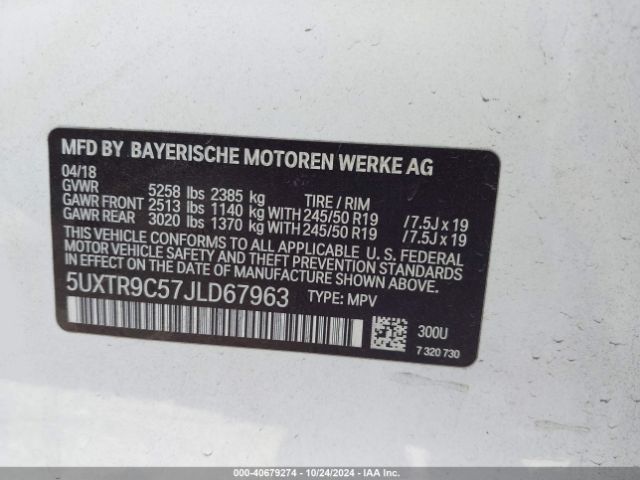 MFD BY BAYERISCHE MOTOREN WERKE AG
04/18
GVWR 5258 lbs 2385 kg TIRE / RIM
GAWR FRONT 2513 lbs 1140 kg WITH 245/50 R19 /7.5J x 19
GAWR REAR 3020 lbs 1370 kg WITH 245/50 R19 /7.5J x 19
THIS VEHICLE CONFORMS TO ALL APPLICABLE U. S. FEDERAL
MOTOR VEHICLE SAFETY, BUMPER, AND THEFT PREVENTION
STANDARDS IN EFFECT ON THE DATE OF MANUFACTURE SHOWN ABOVE.
5UXTR9C57JLD67963 TYPE: MPV
300U
7 320 730
000-40679274 - 10/24/2024 - IAAI.COM